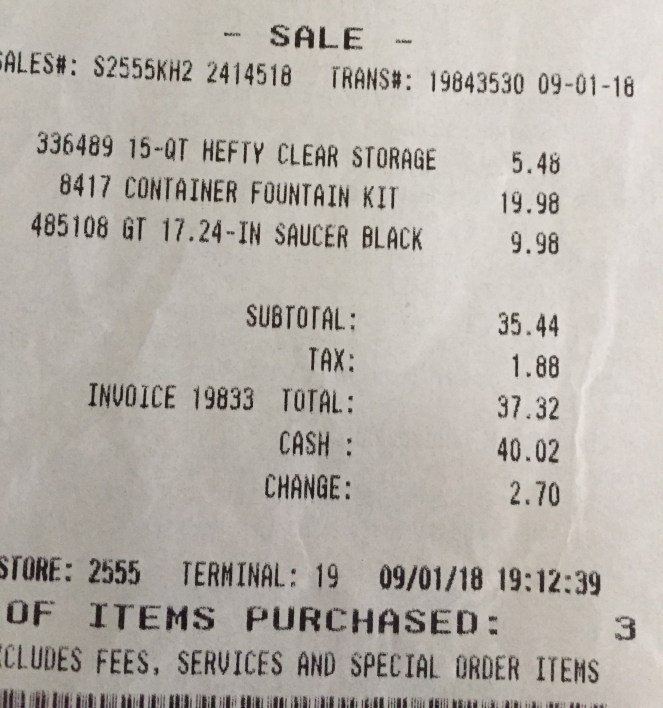 - SALE -
SALES#: S2555KH2 2414518 TRANS#: 19843530 09-01-18
336489 15-QT HEFTY CLEAR STORAGE 5.48
8417 CONTAINER FOUNTAIN KIT 19.98
485108 GT 17.24-IN SAUCER BLACK 9.98
SUBTOTAL: 35.44
TAX: 1.88
INVOICE 19833 TOTAL: 37.32
CASH : 40.02
CHANGE: 2.70
STORE: 2555 TERMINAL: 19 09/01/18 19:12:39
OF ITEMS PURCHASED: 3
XCLUDES FEES, SERVICES AND SPECIAL ORDER ITEMS